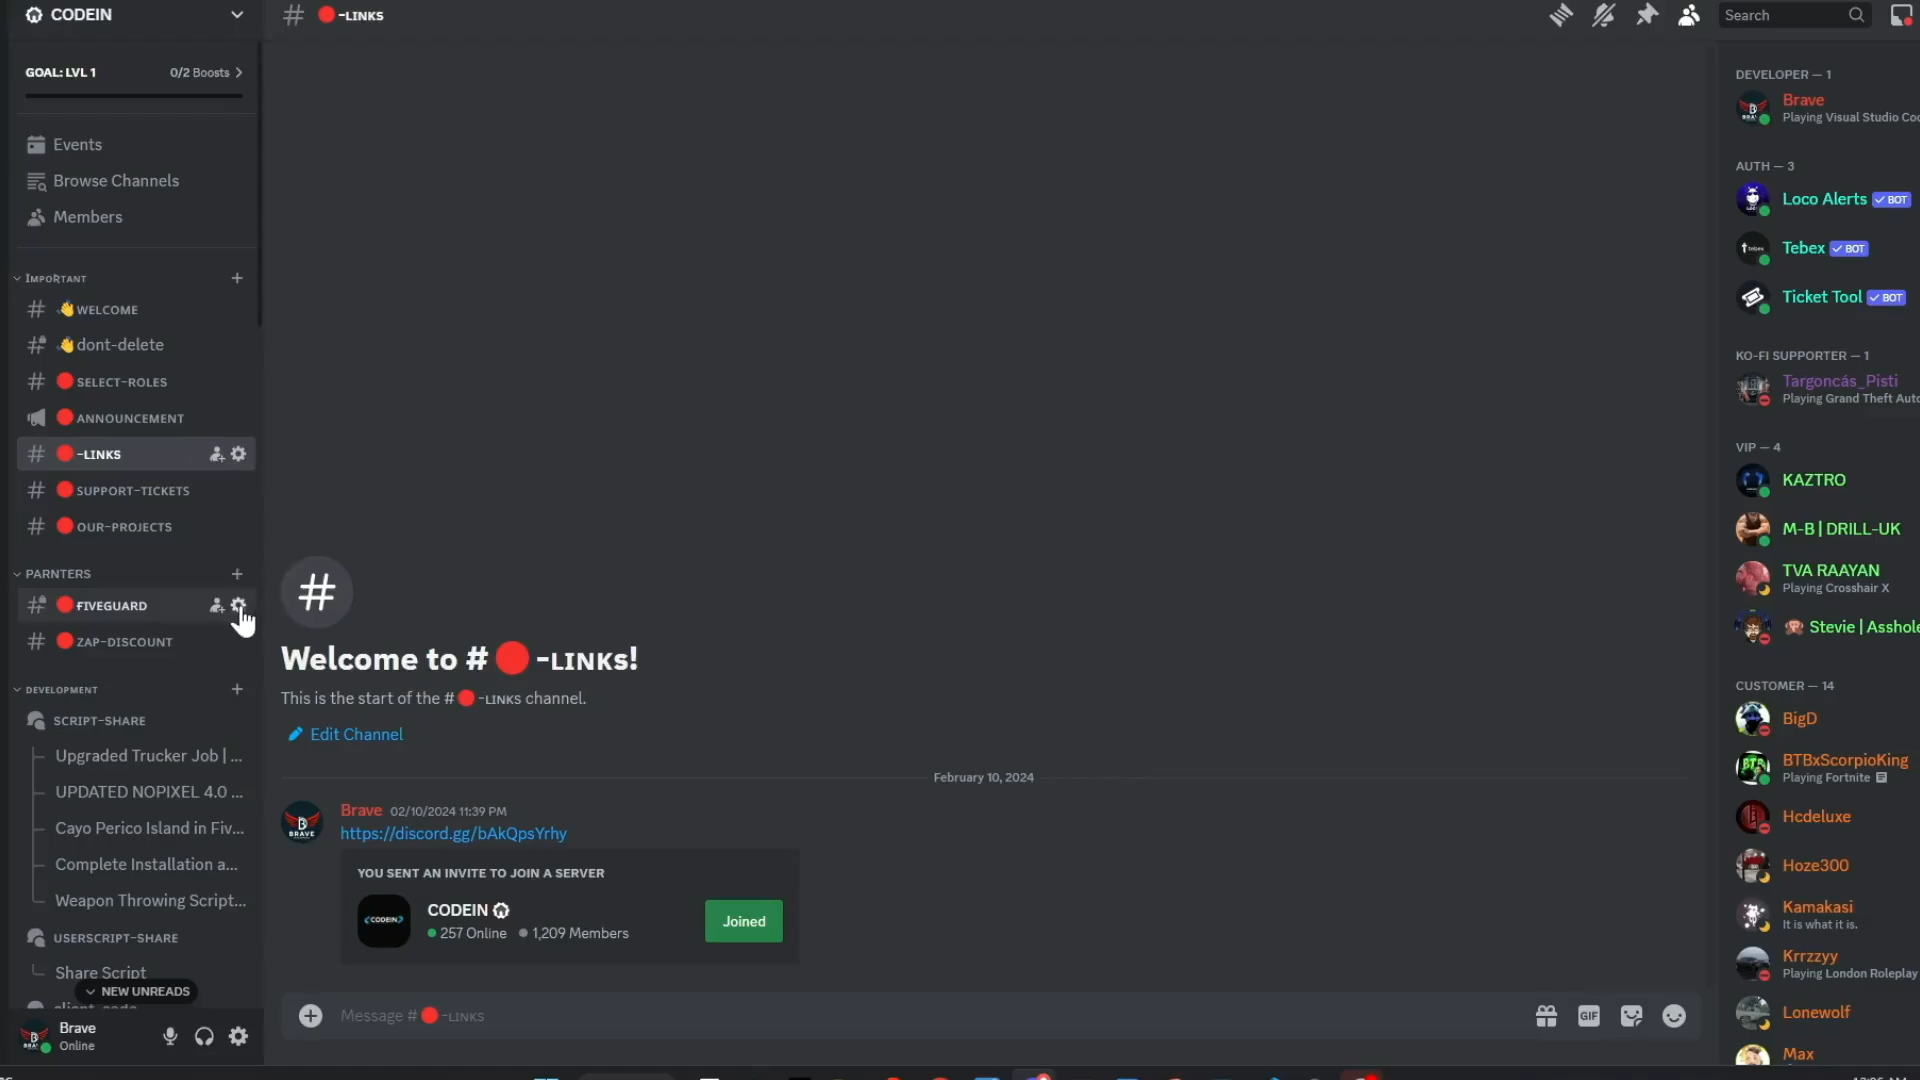 CODEIN
GOAL: LVL 1
0/2 Boosts
Events
Browse Channels
Members
IMPORTANT
WELCOME
dont-delete
SELECT-ROLES
ANNOUNCEMENT
-LINKS
SUPPORT-TICKETS
OUR-PROJECTS
PARNTERS
FIVEGUARD
ZAP-DISCOUNT
DEVELOPMENT
SCRIPT-SHARE
Upgraded Trucker Job | ...
UPDATED NOPIXEL 4.0 ...
Cayo Perico Island in Fiv...
Complete Installation a...
Weapon Throwing Script...
USERSCRIPT-SHARE
Share Script
NEW UNREADS
Brave
Online
# -LINKS
Search
Welcome to # -LINKS!
This is the start of the # -LINKS channel.
Edit Channel
February 10, 2024
Brave 02/10/2024 11:39 PM
https://discord.gg/bAkQpsYrhy
YOU SENT AN INVITE TO JOIN A SERVER
<CODEIN>
CODEIN
257 Online 1,209 Members
Joined
Message # -LINKS
GIF
DEVELOPER — 1
Brave
Playing Visual Studio Co
AUTH — 3
Loco Alerts BOT
Tebex BOT
Ticket Tool BOT
KO-FI SUPPORTER — 1
Targoncás_Pisti
Playing Grand Theft Auto
VIP — 4
KAZTRO
M-B | DRILL-UK
TVA RAAYAN
Playing Crosshair X
Stevie | Asshole
CUSTOMER — 14
BigD
BTBxScorpioKing
Playing Fortnite
Hcdeluxe
Hoze300
Kamakasi
It is what it is.
Krrzzyy
Playing London Roleplay
Lonewolf
Max